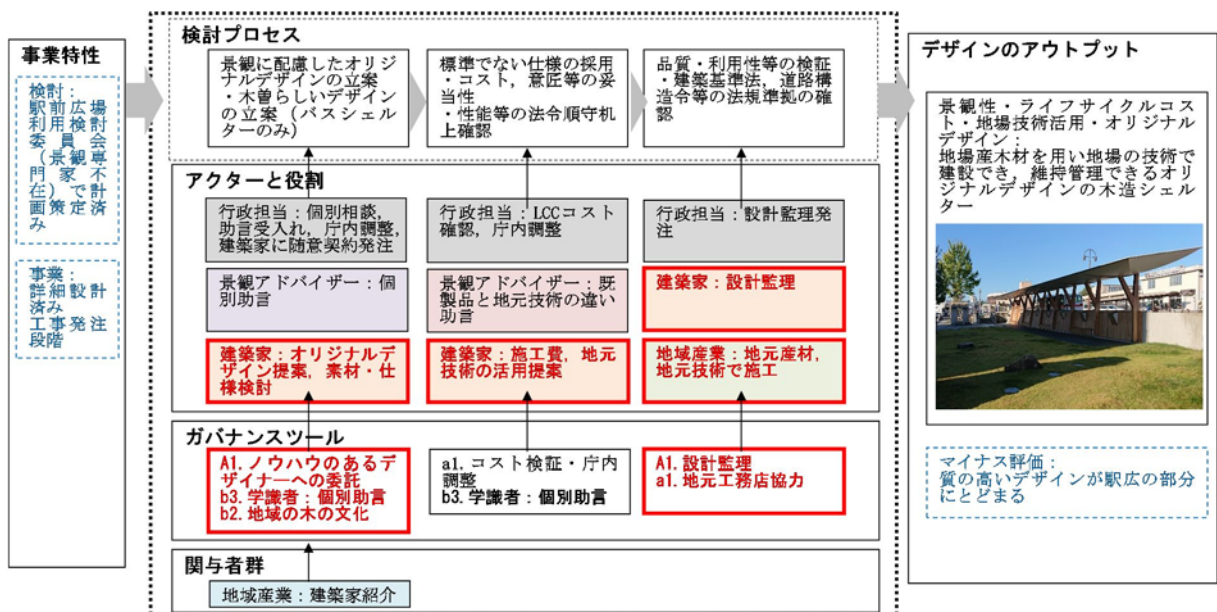 事業特性
検討：
駅前広場
利用検討
委員会
（景観専
門家不
在）で計
画策定済
み
事業：
詳細設計
済み
工事発注
段階
検討プロセス
景観に配慮したオリ
ジナルデザインの立案
・木曽らしいデザイン
の立案（バスシェル
ターのみ）
標準でない仕様の採用
・コスト，意匠等の妥
当性
・性能等の法令順守机
上確認
品質・利用性等の検証
・建築基準法，道路構
造令等の法規準拠の確
認
アクターと役割
行政担当：個別相談，
助言受入れ，庁内調整，
建築家に随意契約発注
行政担当：LCCコスト
確認，庁内調整
行政担当：設計監理発
注
景観アドバイザー：個
別助言
景観アドバイザー：既
製品と地元技術の違い
助言
建築家：設計監理
建築家：オリジナルデ
ザイン提案，素材・仕
様検討
建築家：施工費，地元
技術の活用提案
地域産業：地元産材，
地元技術で施工
ガバナンスツール
A1. ノウハウのあるデ
ザイナーへの委託
b3. 学識者：個別助言
b2. 地域の木の文化
a1. コスト検証・庁内
調整
b3. 学識者：個別助言
A1. 設計監理
a1. 地元工務店協力
関与者群
地域産業：建築家紹介
デザインのアウトプット
景観性・ライフサイクルコス
ト・地場技術活用・オリジナル
デザイン：
地場産木材を用い地場の技術で
建設でき，維持管理できるオリ
ジナルデザインの木造シェル
ター
マイナス評価：
質の高いデザインが駅広の部分
にとどまる